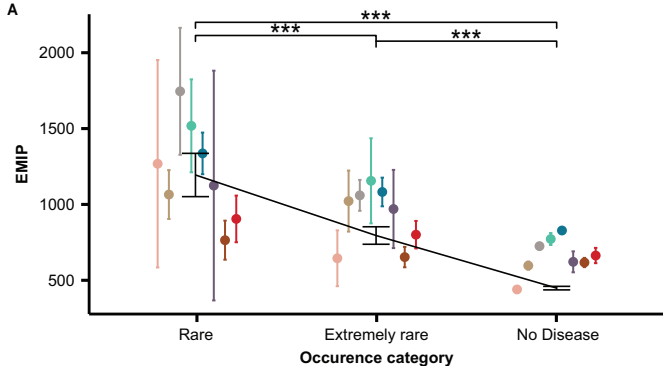 A
***
***
***
2000
1500
1000
500
EMIP
Rare
Extremely rare
No Disease
Occurence category